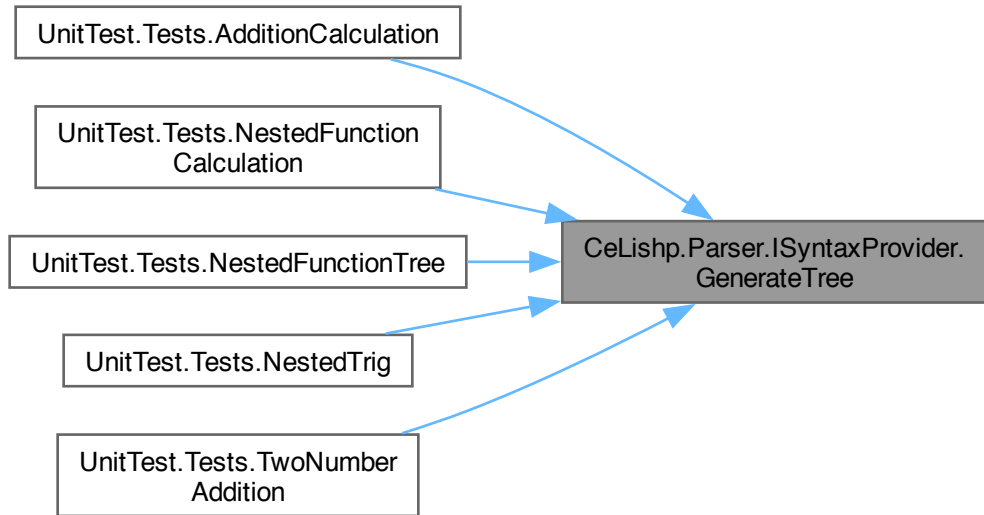 UnitTest.Tests.AdditionCalculation
UnitTest.Tests.NestedFunction
Calculation
UnitTest.Tests.NestedFunctionTree
UnitTest.Tests.NestedTrig
UnitTest.Tests.TwoNumber
Addition
CeLishp.Parser.ISyntaxProvider.
GenerateTree